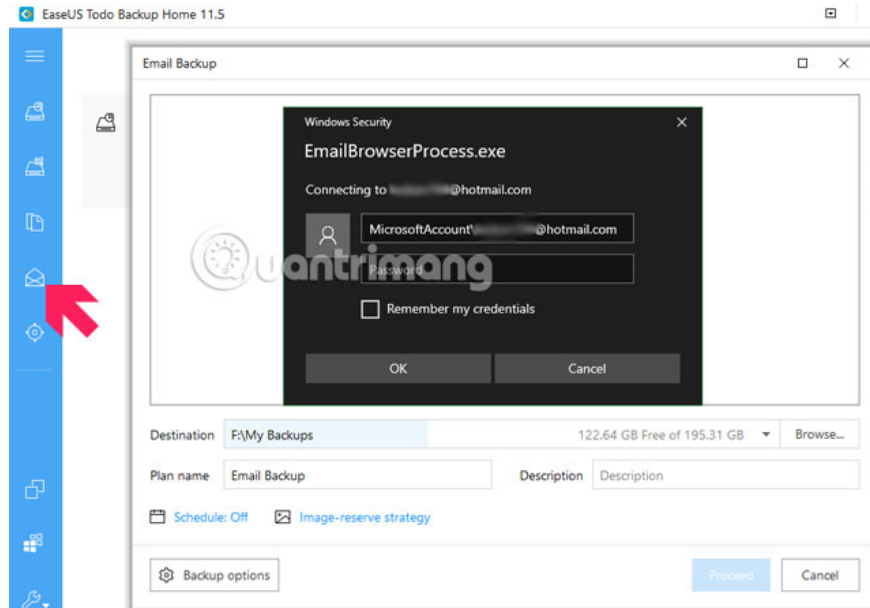 EaseUS Todo Backup Home 11.5
Email Backup
Windows Security
EmailBrowserProcess.exe
Connecting to @hotmail.com
MicrosoftAccount\ @hotmail.com
Password
Remember my credentials
OK Cancel
Quantrimang
Destination F:\My Backups 122.64 GB Free of 195.31 GB Browse...
Plan name Email Backup Description Description
Schedule: Off Image-reserve strategy
Backup options Proceed Cancel